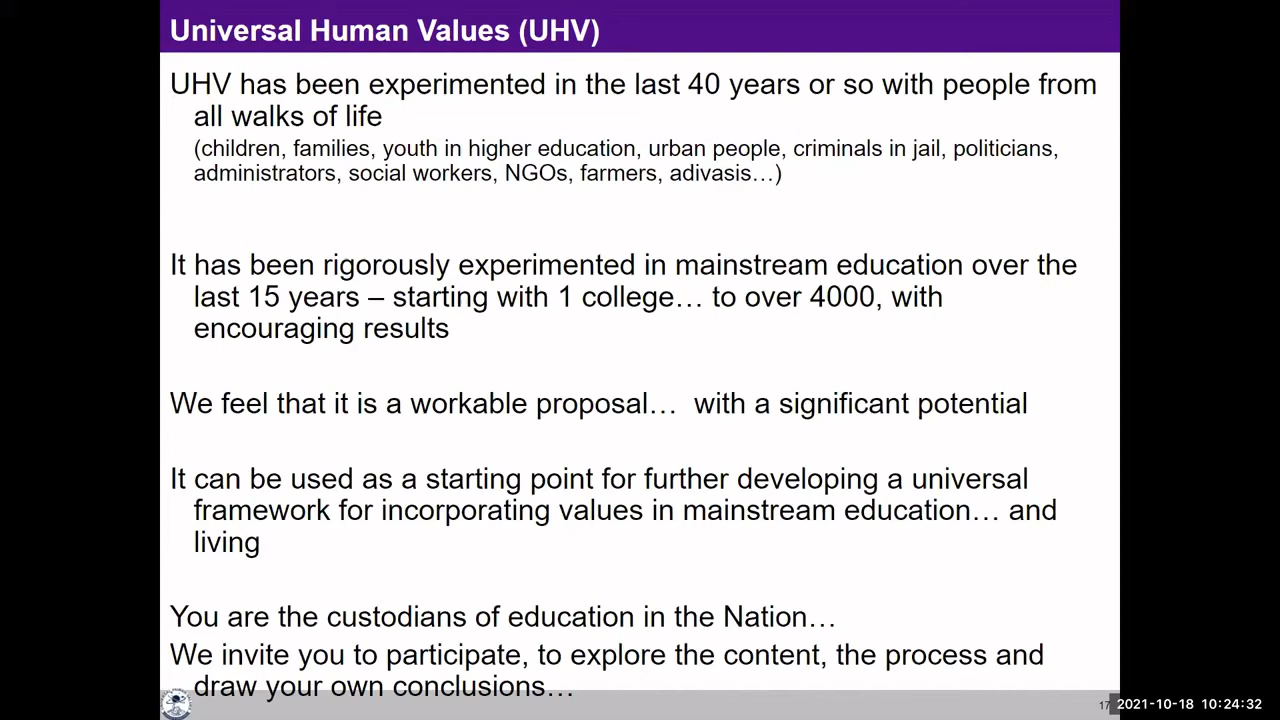 Universal Human Values (UHV)
UHV has been experimented in the last 40 years or so with people from
all walks of life
(children, families, youth in higher education, urban people, criminals in jail, politicians,
administrators, social workers, NGOs, farmers, adivasis…)
It has been rigorously experimented in mainstream education over the
last 15 years – starting with 1 college… to over 4000, with
encouraging results
We feel that it is a workable proposal… with a significant potential
It can be used as a starting point for further developing a universal
framework for incorporating values in mainstream education… and
living
You are the custodians of education in the Nation…
We invite you to participate, to explore the content, the process and
draw your own conclusions…
17
2021-10-18 10:24:32